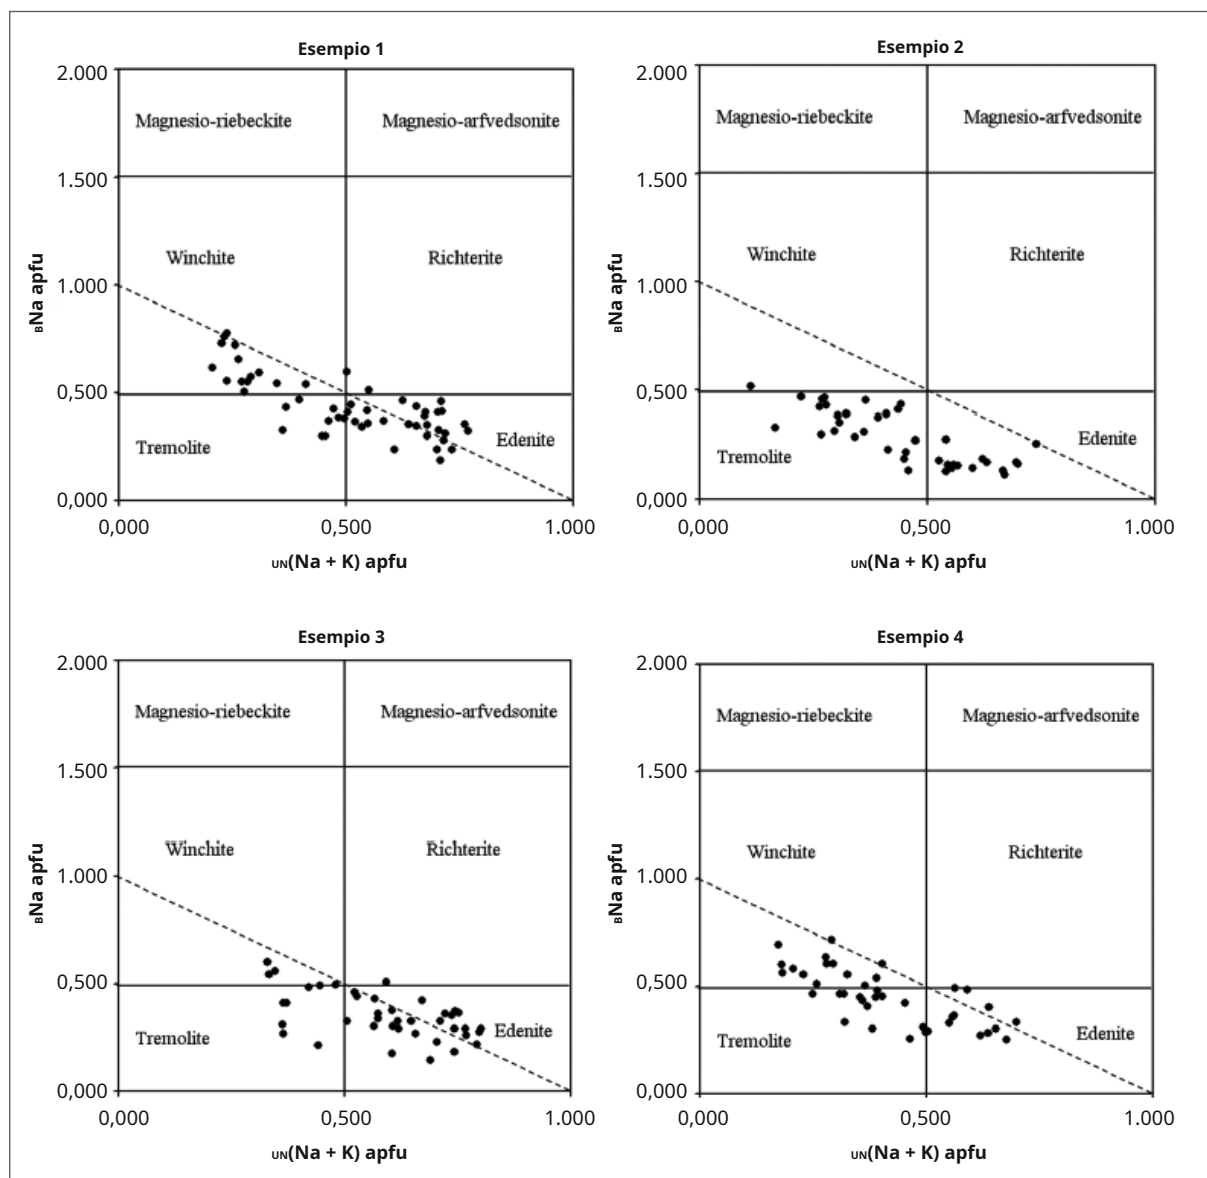 Esempio 1
2.000
Magnesio-riebeckite
Magnesio-arfvedsonite
1.500
Winchite
Richterite
1.000
BNa apfu
0,500
Tremolite
Edenite
0,000
0,000
0,500
1.000
UN(Na + K) apfu
Esempio 2
2.000
Magnesio-riebeckite
Magnesio-arfvedsonite
1.500
Winchite
Richterite
1.000
BNa apfu
0,500
Tremolite
Edenite
0,000
0,000
0,500
1.000
UN(Na + K) apfu
Esempio 3
2.000
Magnesio-riebeckite
Magnesio-arfvedsonite
1.500
Winchite
Richterite
1.000
BNa apfu
0,500
Tremolite
Edenite
0,000
0,000
0,500
1.000
UN(Na + K) apfu
Esempio 4
2.000
Magnesio-riebeckite
Magnesio-arfvedsonite
1.500
Winchite
Richterite
1.000
BNa apfu
0,500
Tremolite
Edenite
0,000
0,000
0,500
1.000
UN(Na + K) apfu